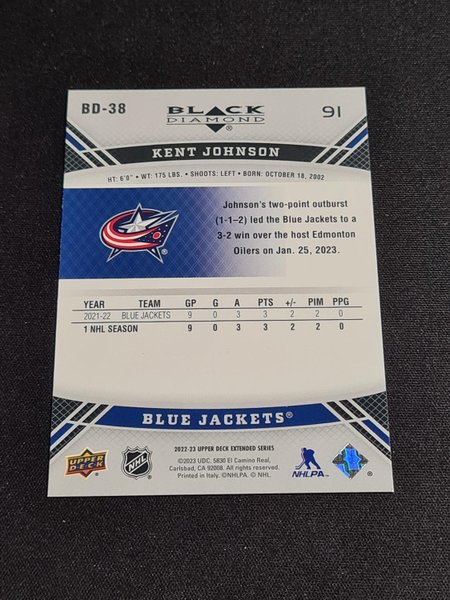 BD-38 BLACK DIAMOND® 91
KENT JOHNSON
HT: 6'0" • WT: 175 LBS. • SHOOTS: LEFT • BORN: OCTOBER 18, 2002
Johnson's two-point outburst
(1-1–2) led the Blue Jackets to a
3-2 win over the host Edmonton
Oilers on Jan. 25, 2023.
YEAR TEAM GP G A PTS +/- PIM PPG
2021-22 BLUE JACKETS 9 0 3 3 2 2 0
1 NHL SEASON 9 0 3 3 2 2 0
BLUE JACKETS®
2022-23 UPPER DECK EXTENDED SERIES
©2023 UDC, 5830 El Camino Real,
Carlsbad, CA 92008. All rights reserved.
Printed in Italy. ©NHLPA. © NHL.
UPPER DECK
NHL
NHLPA